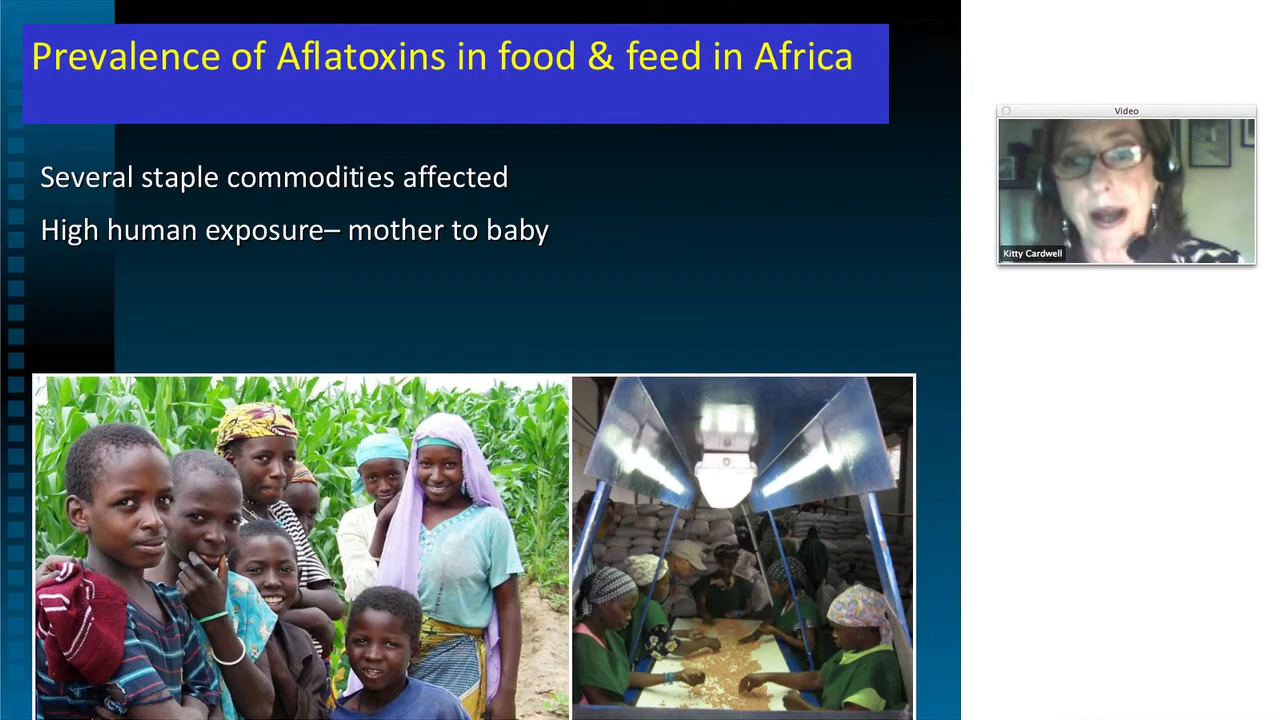 Prevalence of Aflatoxins in food & feed in Africa
Several staple commodities affected
High human exposure– mother to baby
Video
Kitty Cardwell